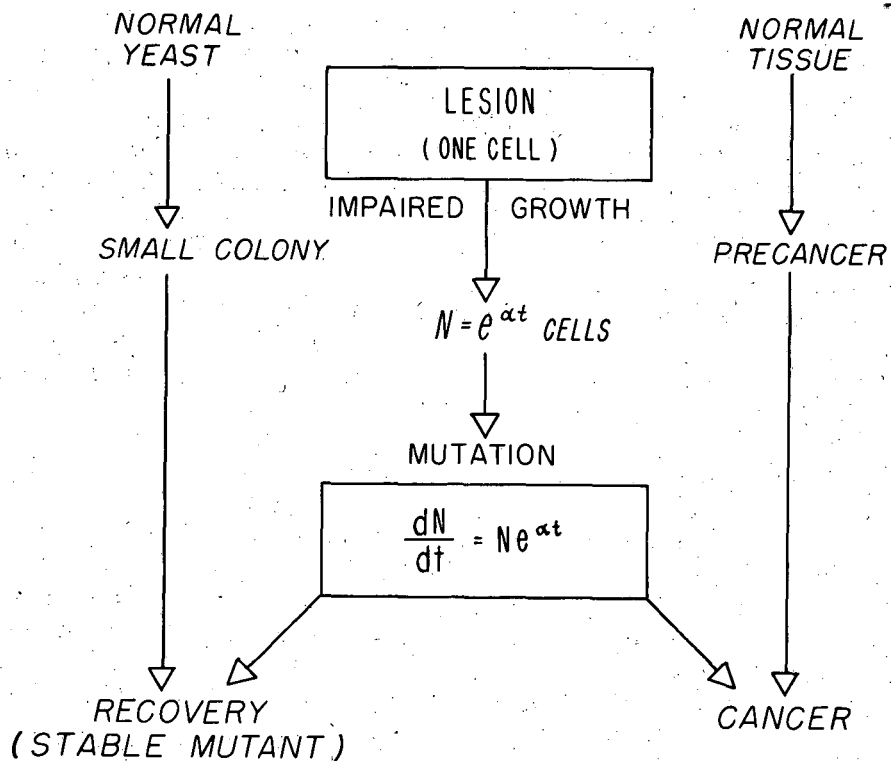 NORMAL
YEAST
NORMAL
TISSUE
LESION
(ONE CELL)
IMPAIRED GROWTH
SMALL COLONY
PRECANCER
N = e^αt CELLS
MUTATION
dN/dt = Ne^αt
RECOVERY
(STABLE MUTANT)
CANCER